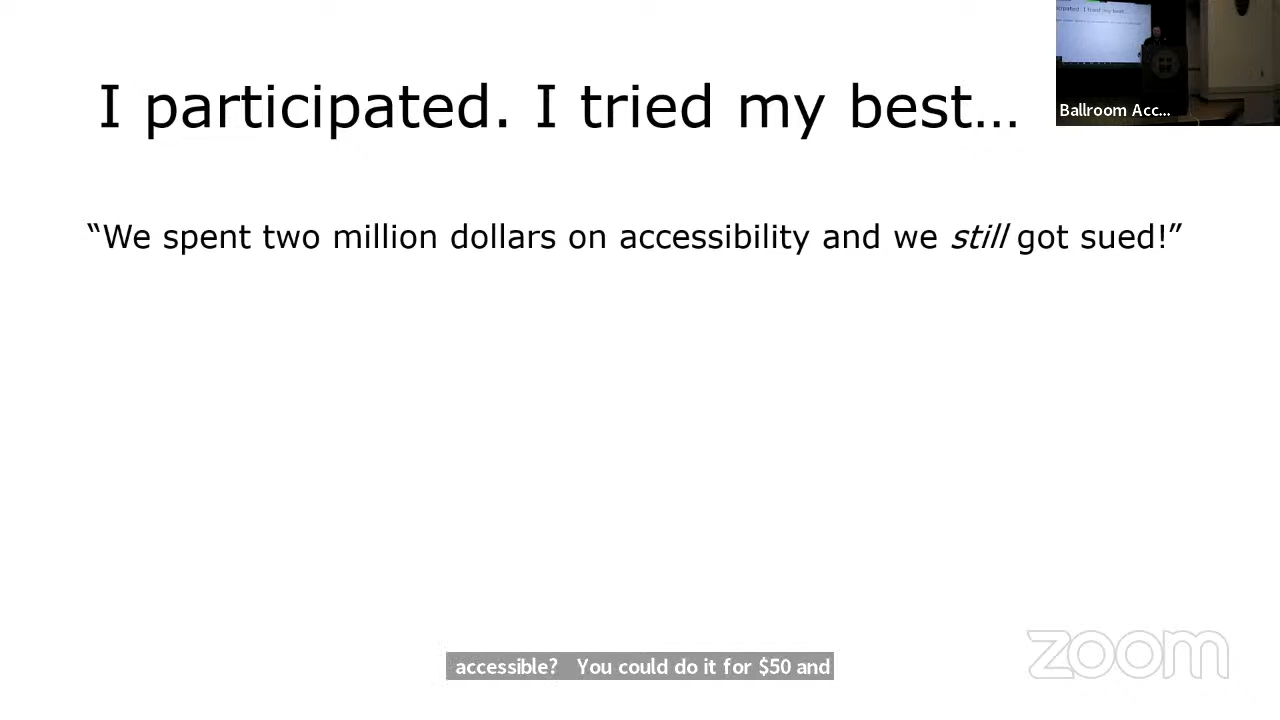 I participated. I tried my best…
Ballroom Acc...
“We spent two million dollars on accessibility and we still got sued!”
accessible? You could do it for $50 and
zoom